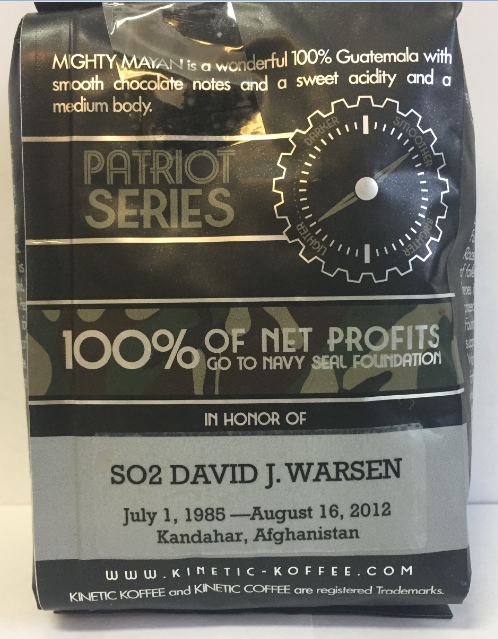 MIGHTY MAYAN is a wonderful 100% Guatemala with
smooth chocolate notes and a sweet acidity and a
medium body.
PATRIOT
SERIES
DARKER
SMOOTHER
LIGHTER
BRIGHTER
100% OF NET PROFITS
GO TO NAVY SEAL FOUNDATION
IN HONOR OF
SO2 DAVID J. WARSEN
July 1, 1985 —August 16, 2012
Kandahar, Afghanistan
WWW.KINETIC-KOFFEE.COM
KINETIC KOFFEE and KINETIC COFFEE are registered Trademarks.